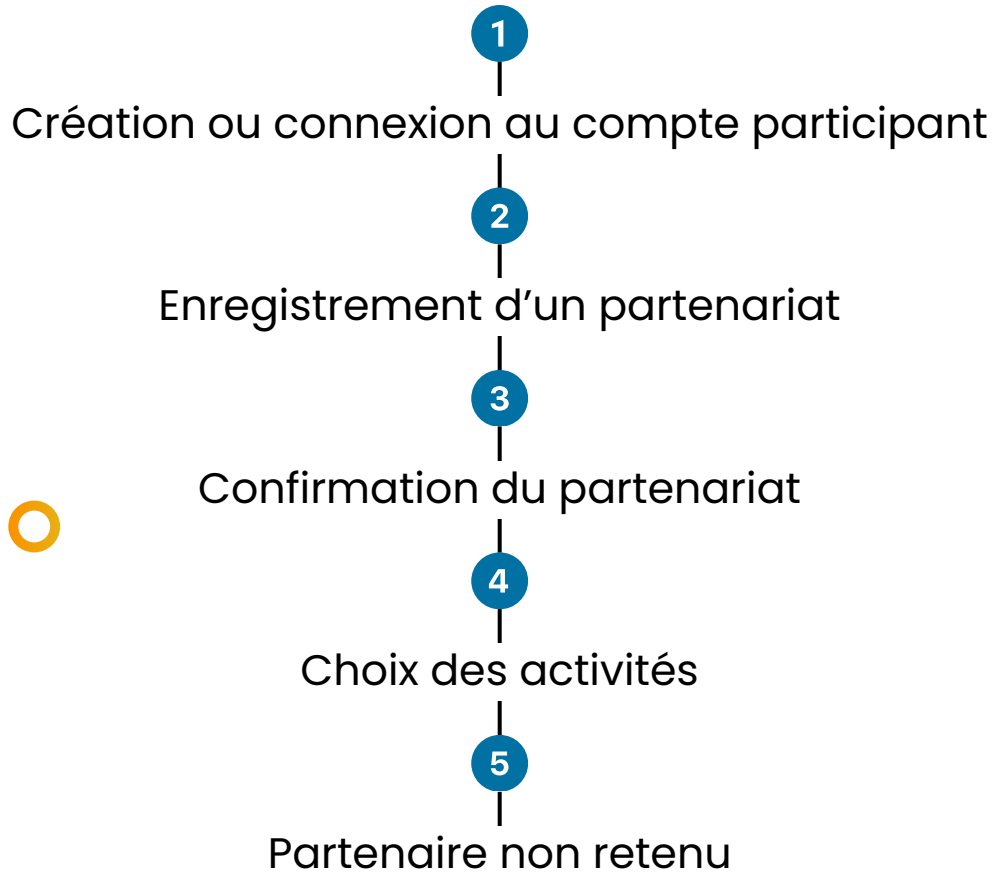 1
Création ou connexion au compte participant
2
Enregistrement d’un partenariat
3
Confirmation du partenariat
4
Choix des activités
5
Partenaire non retenu